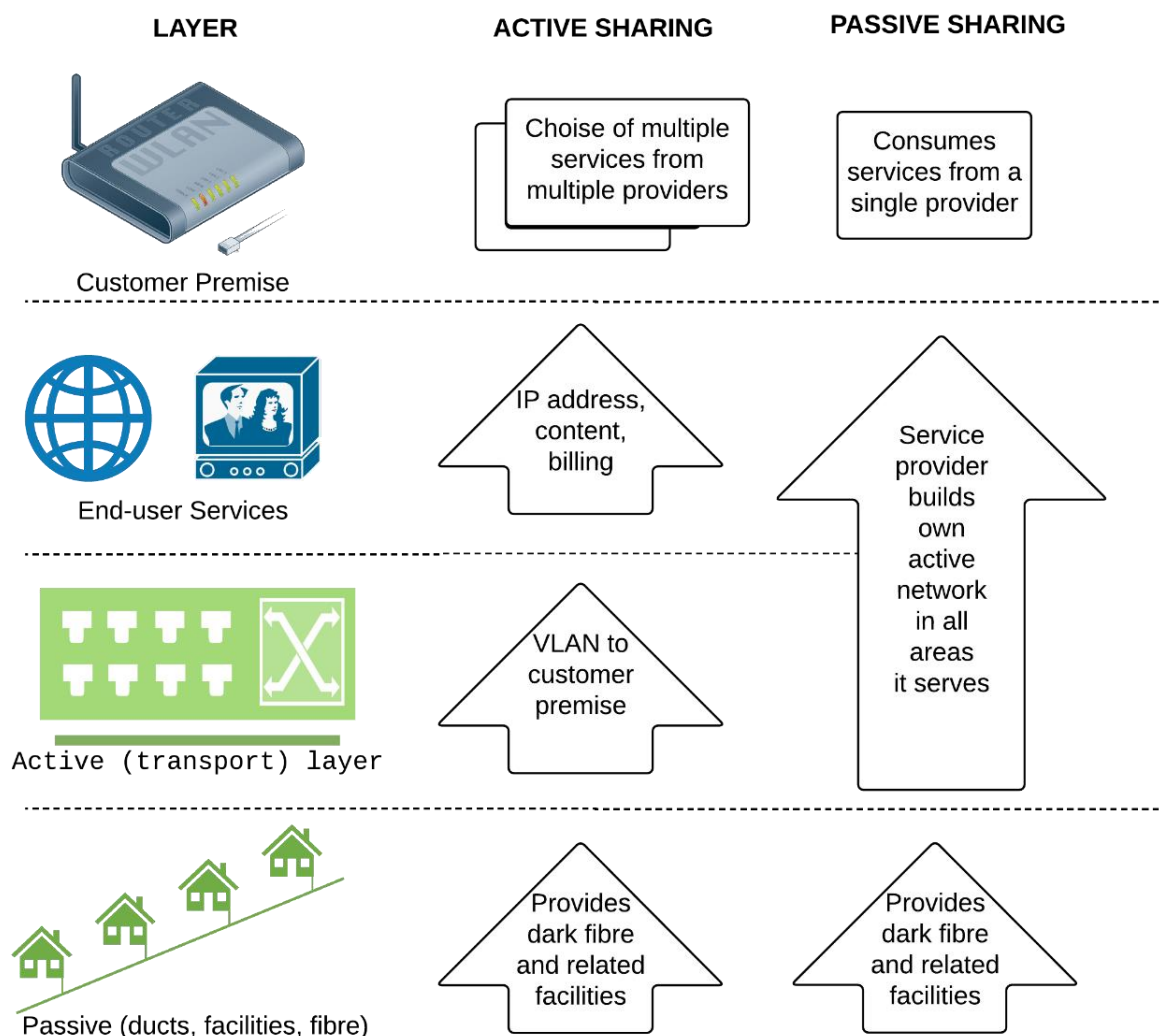 LAYER
ACTIVE SHARING
PASSIVE SHARING
ROUTER
WLAN
Choise of multiple
services from
multiple providers
Consumes
services from a
single provider
Customer Premise
IP address,
content,
billing
End-user Services
Service
provider
builds
own
active
network
in all
areas
it serves
VLAN to
customer
premise
Active (transport) layer
Provides
dark fibre
and related
facilities
Provides
dark fibre
and related
facilities
Passive (ducts, facilities, fibre)